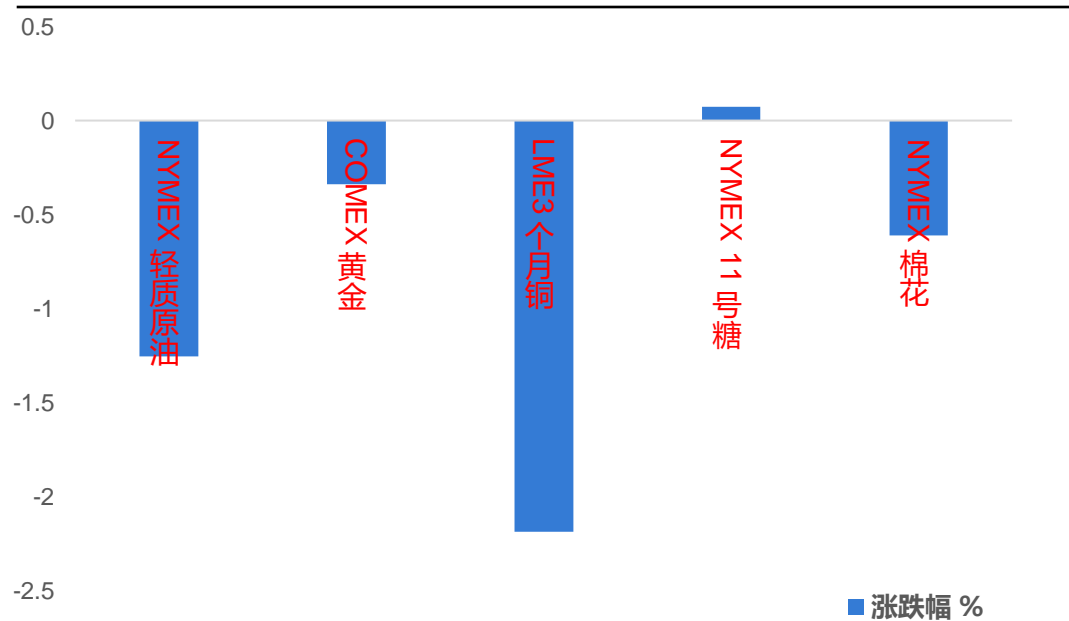 0.5
0
-0.5
-1
-1.5
-2
-2.5
NYMEX 轻质原油
COMEX 黄金
LME3 个月铜
NYMEX 11 号糖
NYMEX 棉花
涨跌幅 %